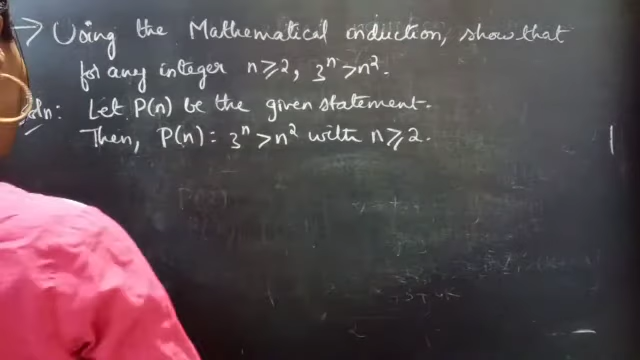 → Using the Mathematical induction, show that
for any integer n ≥ 2, 3ⁿ > n².
Soln: Let P(n) be the given statement.
Then, P(n): 3ⁿ > n² with n ≥ 2.